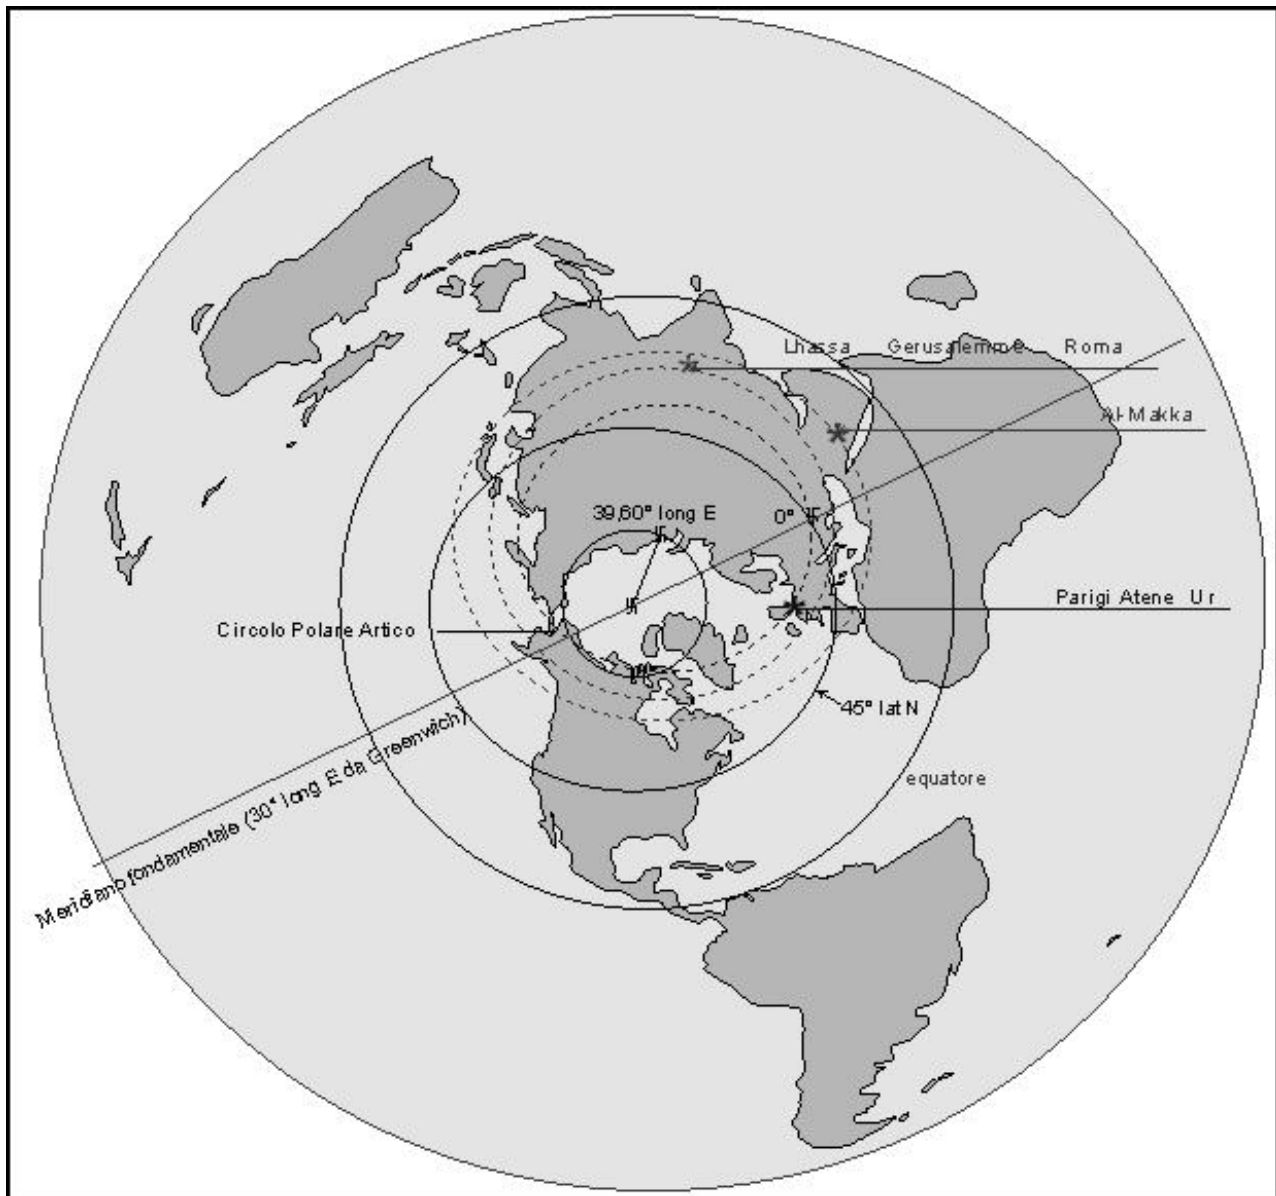 Lhassa Gerusalemme Roma
Al-Makka
39,60° long E
0°
Parigi Atene Ur
Circolo Polare Artico
45° lat N
equatore
Meridiano fondamentale (30° long. E da Greenwich)